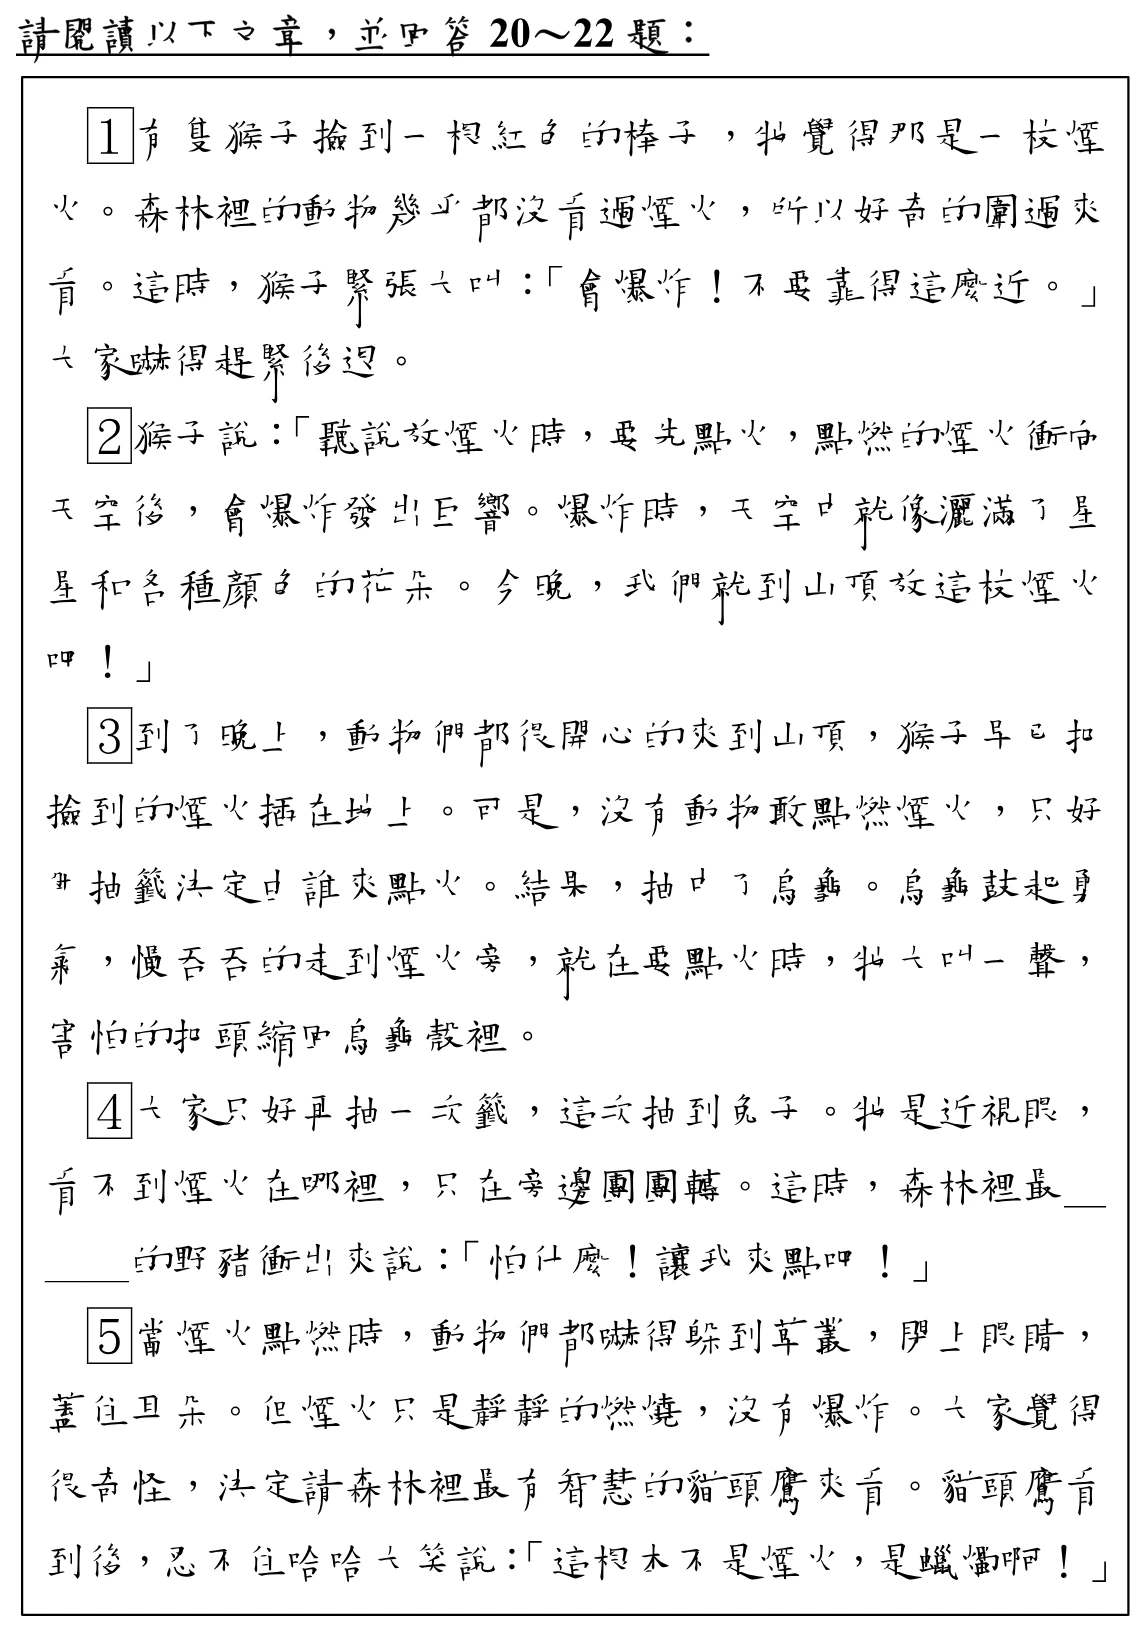 請閱讀以下文章，並回答 20～22 題：
1有隻猴子撿到一根紅色的棒子，牠覺得那是一枝煙
火。森林裡的動物幾乎都沒看過煙火，所以好奇的圍過來
看。這時，猴子緊張大叫：「會爆炸！不要靠得這麼近。」
大家嚇得趕緊後退。
2猴子說：「聽說放煙火時，要先點火，點燃的煙火衝向
天空後，會爆炸發出巨響。爆炸時，天空中就像灑滿了星
星和各種顏色的花朵。今晚，我們就到山頂放這枝煙火
吧！」
3到了晚上，動物們都很開心的來到山頂，猴子早已把
撿到的煙火插在地上。可是，沒有動物敢點燃煙火，只好
用抽籤決定由誰來點火。結果，抽中了烏龜。烏龜鼓起勇
氣，慢吞吞的走到煙火旁，就在要點火時，牠大叫一聲，
害怕的把頭縮回烏龜殼裡。
4大家只好再抽一次籤，這次抽到兔子。牠是近視眼，
看不到煙火在哪裡，只在旁邊團團轉。這時，森林裡最__
____的野豬衝出來說：「怕什麼！讓我來點吧！」
5當煙火點燃時，動物們都嚇得躲到草叢，閉上眼睛，
蓋住耳朵。但煙火只是靜靜的燃燒，沒有爆炸。大家覺得
很奇怪，決定請森林裡最有智慧的貓頭鷹來看。貓頭鷹看
到後，忍不住哈哈大笑說：「這根本不是煙火，是蠟燭啊！」